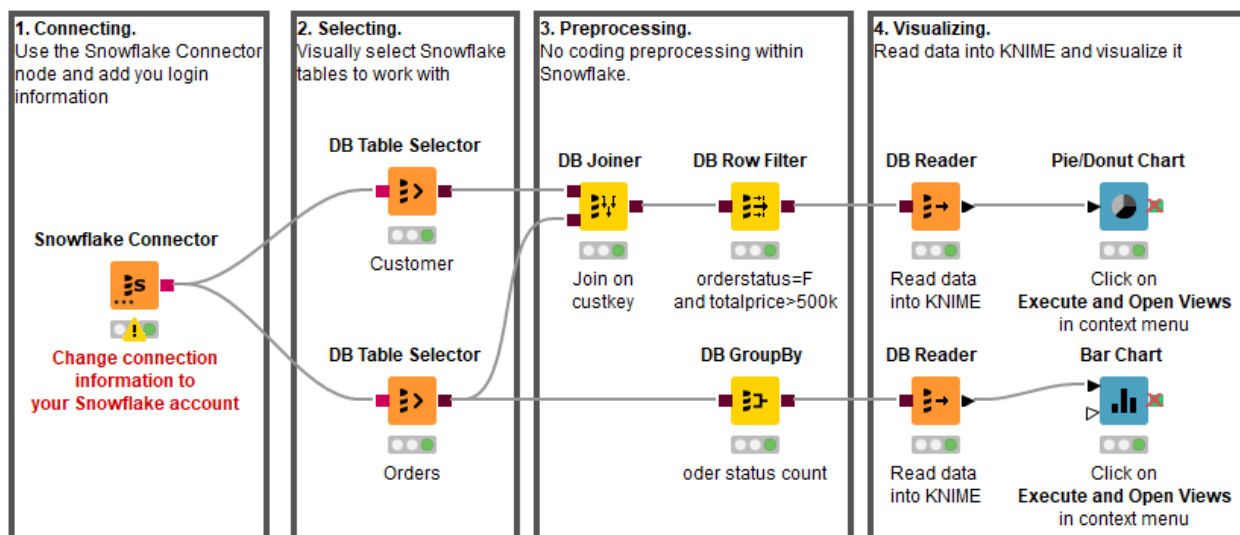 1. Connecting.
Use the Snowflake Connector
node and add you login
information
2. Selecting.
Visually select Snowflake
tables to work with
3. Preprocessing.
No coding preprocessing within
Snowflake.
4. Visualizing.
Read data into KNIME and visualize it
Snowflake Connector
S
Change connection
information to
your Snowflake account
DB Table Selector
Customer
DB Table Selector
Orders
DB Joiner
Join on
custkey
DB Row Filter
orderstatus=F
and totalprice>500k
DB GroupBy
oder status count
DB Reader
Read data
into KNIME
Pie/Donut Chart
Click on
Execute and Open Views
in context menu
DB Reader
Read data
into KNIME
Bar Chart
Click on
Execute and Open Views
in context menu